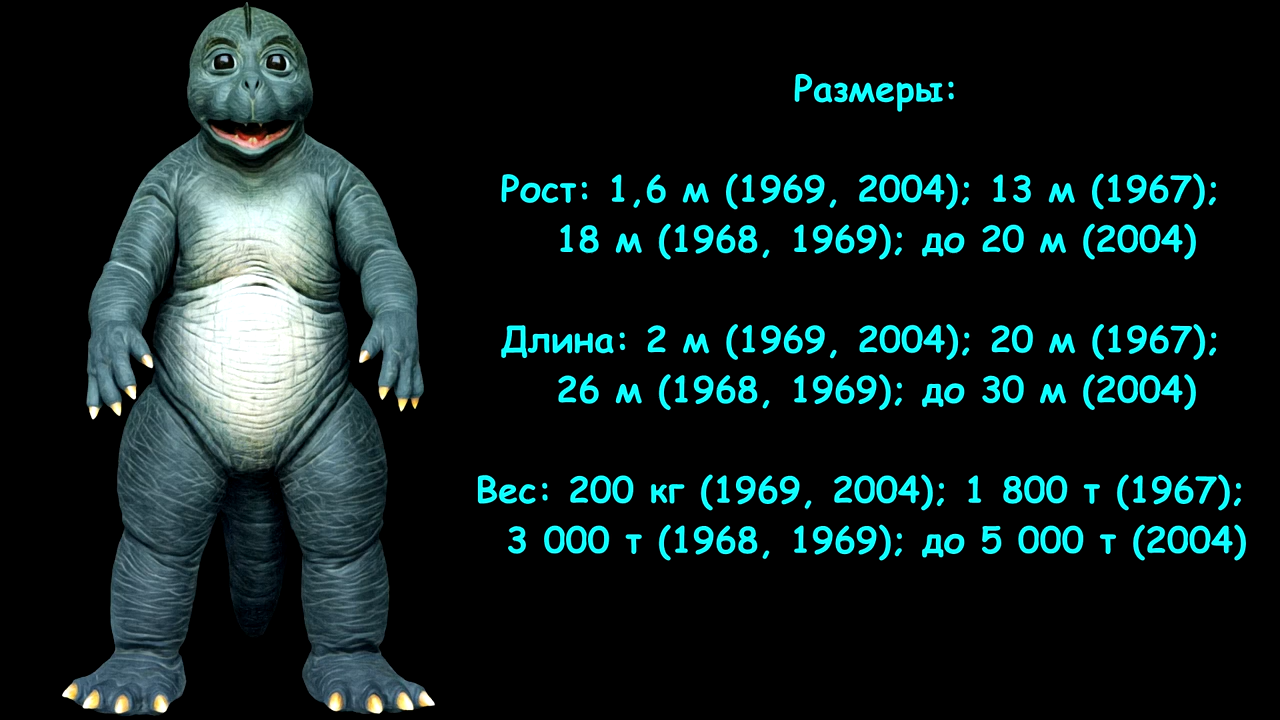 Размеры:
Рост: 1,6 м (1969, 2004); 13 м (1967);
18 м (1968, 1969); до 20 м (2004)
Длина: 2 м (1969, 2004); 20 м (1967);
26 м (1968, 1969); до 30 м (2004)
Вес: 200 кг (1969, 2004); 1 800 т (1967);
3 000 т (1968, 1969); до 5 000 т (2004)